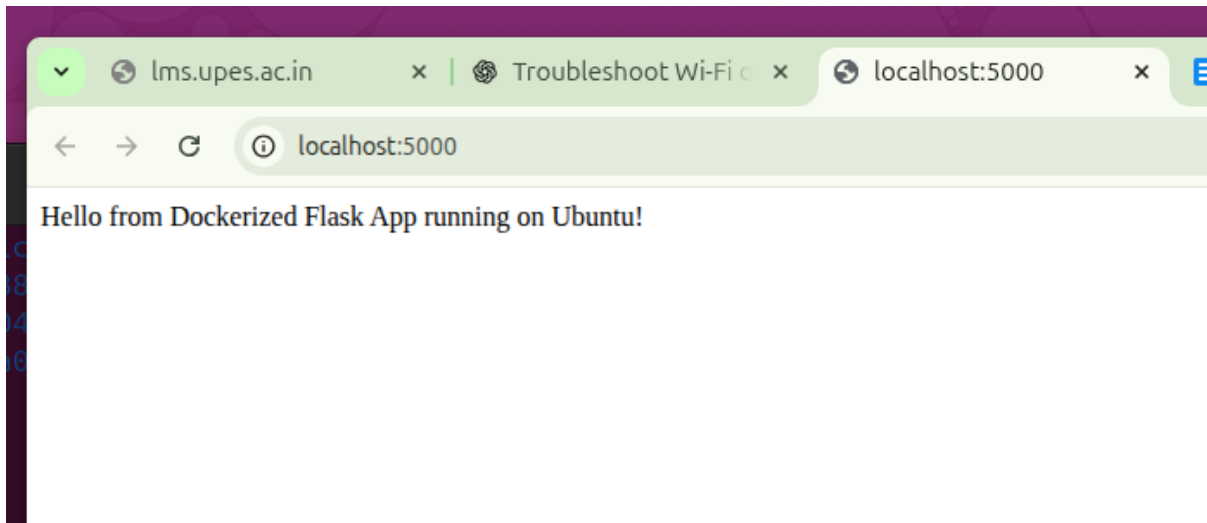 lms.upes.ac.in
Troubleshoot Wi-Fi
localhost:5000
localhost:5000
Hello from Dockerized Flask App running on Ubuntu!